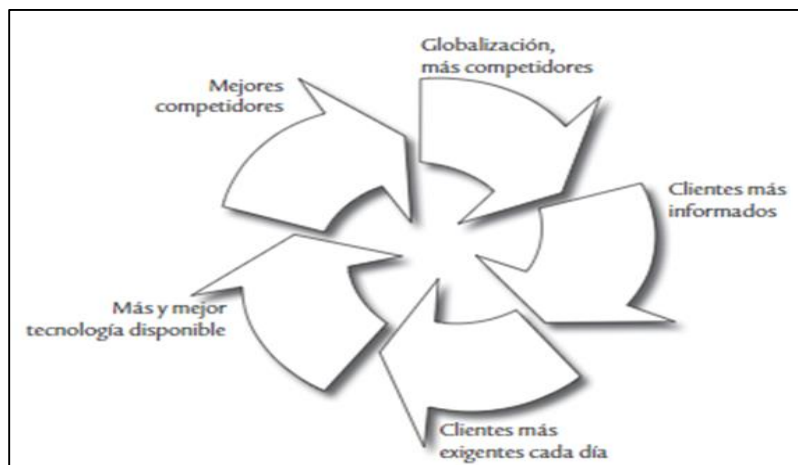 Globalización,
más competidores
Mejores
competidores
Clientes más
informados
Más y mejor
tecnología disponible
Clientes más
exigentes cada día